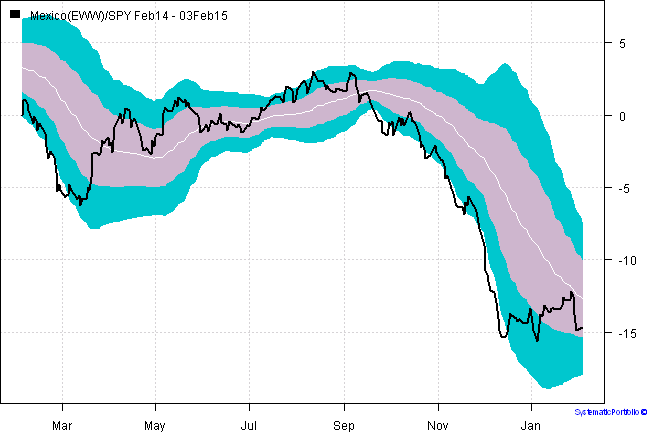 Mexico(EWW)/SPY Feb14 - 03Feb15
5
0
-5
-10
-15
Mar May Jul Sep Nov Jan
SystematicPortfolio ©